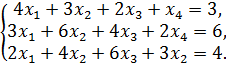 4x₁ + 3x₂ + 2x₃ + x₄ = 3,
3x₁ + 6x₂ + 4x₃ + 2x₄ = 6,
2x₁ + 4x₂ + 6x₃ + 3x₂ = 4.